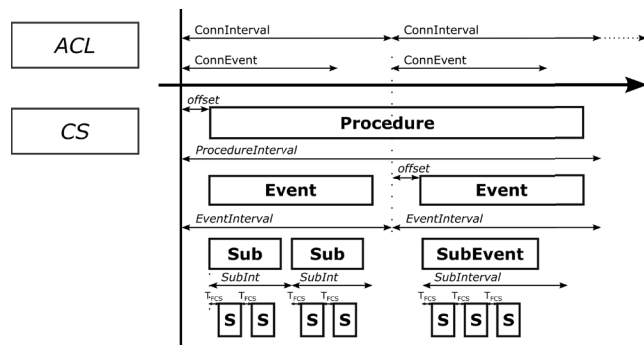 ACL
ConnInterval ConnInterval
ConnEvent ConnEvent
CS
offset
Procedure
ProcedureInterval
offset
Event Event
EventInterval EventInterval
Sub Sub SubEvent
SubInt SubInt SubInterval
TFCS TFCS TFCS TFCS TFCS TFCS TFCS
S S S S S S S